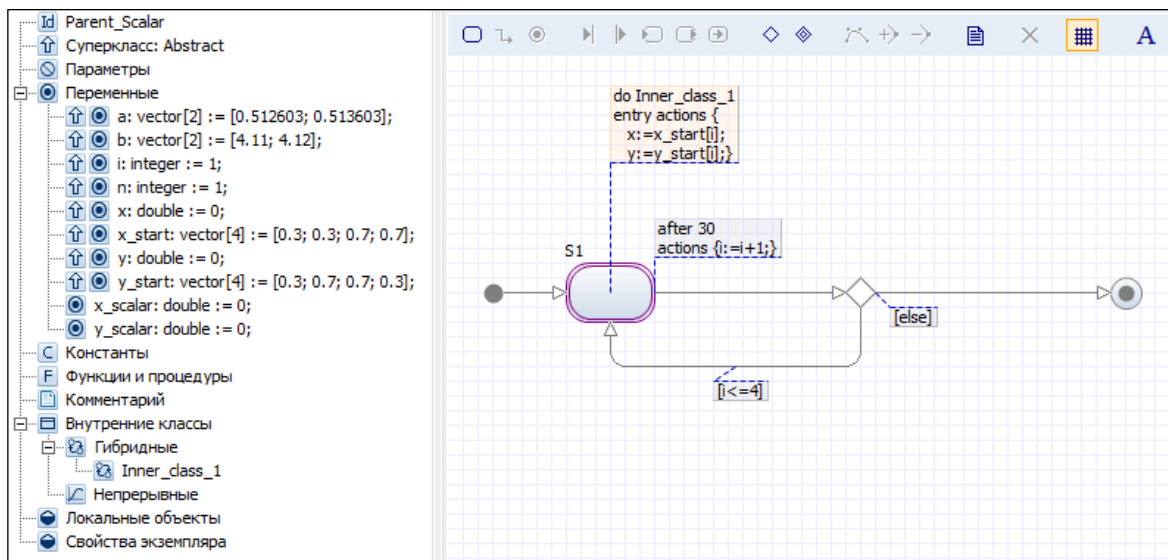 Id Parent_Scalar
Суперкласс: Abstract
Параметры
Переменные
a: vector[2] := [0.512603; 0.513603];
b: vector[2] := [4.11; 4.12];
i: integer := 1;
n: integer := 1;
x: double := 0;
x_start: vector[4] := [0.3; 0.3; 0.7; 0.7];
y: double := 0;
y_start: vector[4] := [0.3; 0.7; 0.7; 0.3];
x_scalar: double := 0;
y_scalar: double := 0;
C Константы
F Функции и процедуры
Комментарий
Внутренние классы
Гибридные
Inner_class_1
Непрерывные
Локальные объекты
Свойства экземпляра
A
do Inner_class_1
entry actions {
x:=x_start[i];
y:=y_start[i];}
after 30
actions {i:=i+1;}
S1
[else]
[i<=4]